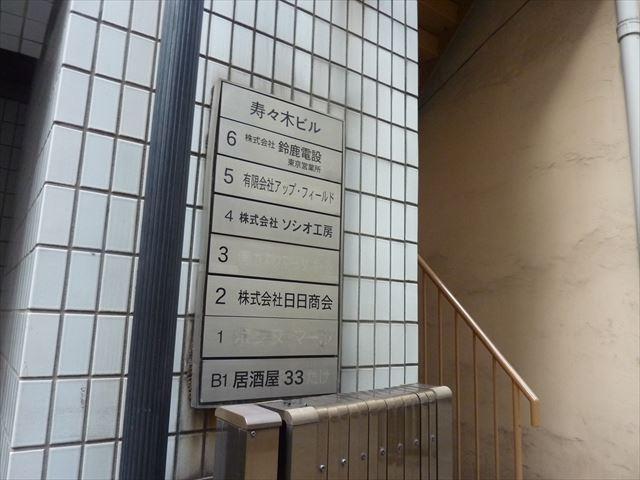 寿々木ビル
6 株式会社 鈴鹿電設
東京営業所
5 有限会社アップ・フィールド
4 株式会社 ソシオ工房
3
2 株式会社日日商会
1
B1 居酒屋 33